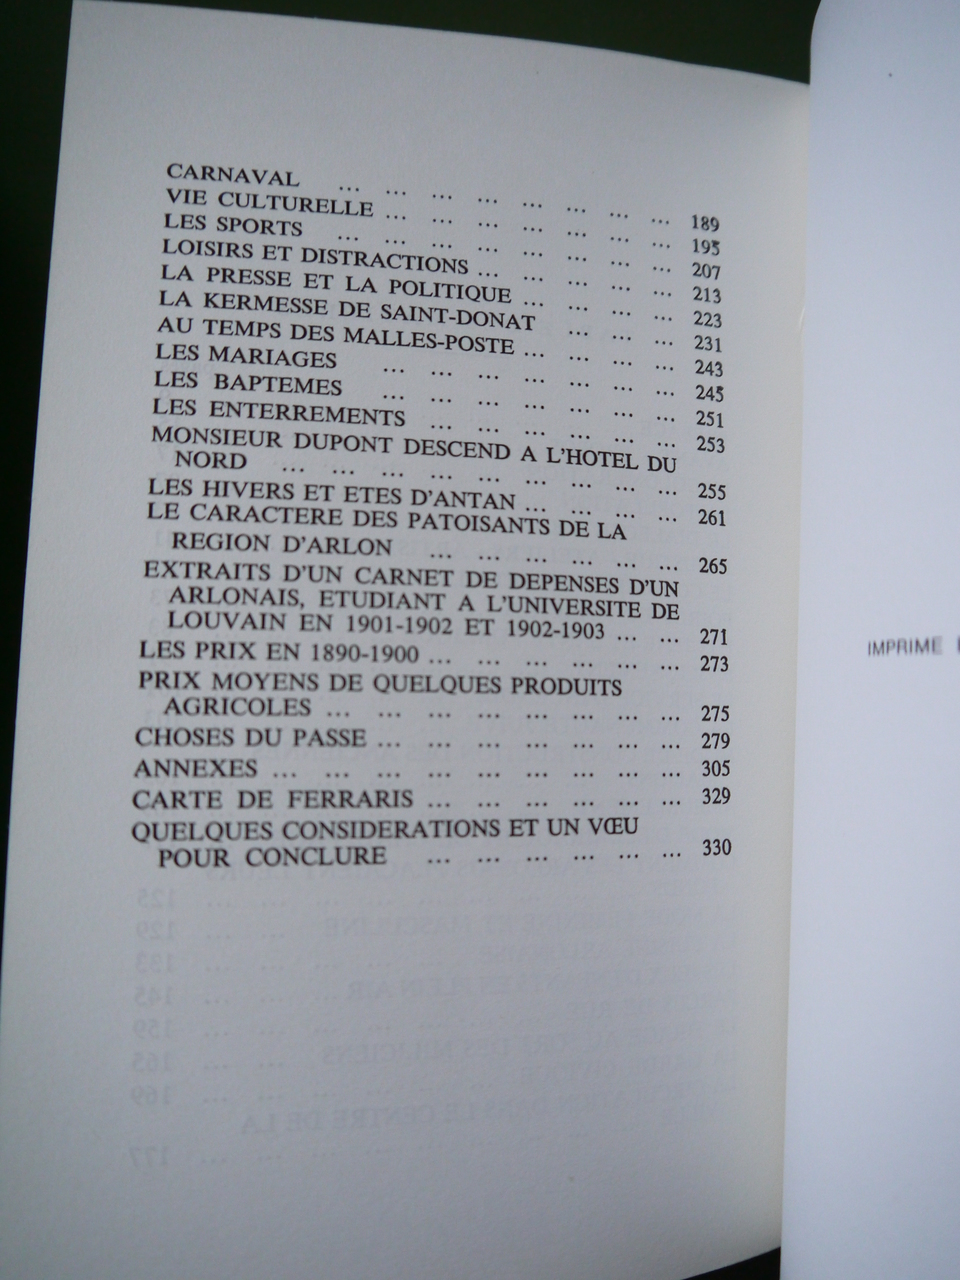 CARNAVAL ... ... ... ... ... ... ... ... 189
VIE CULTURELLE ... ... ... ... ... ... ... 195
LES SPORTS ... ... ... ... ... ... ... ... 207
LOISIRS ET DISTRACTIONS ... ... ... ... ... 213
LA PRESSE ET LA POLITIQUE ... ... ... ... 223
LA KERMESSE DE SAINT-DONAT ... ... ... 231
AU TEMPS DES MALLES-POSTE ... ... ... ... 243
LES MARIAGES ... ... ... ... ... ... ... 245
LES BAPTEMES ... ... ... ... ... ... ... 251
LES ENTERREMENTS ... ... ... ... ... ... 253
MONSIEUR DUPONT DESCEND A L'HOTEL DU
NORD ... ... ... ... ... ... ... ... ... 255
LES HIVERS ET ETES D'ANTAN ... ... ... ... 261
LE CARACTERE DES PATOISANTS DE LA
REGION D'ARLON ... ... ... ... ... ... 265
EXTRAITS D'UN CARNET DE DEPENSES D'UN
ARLONAIS, ETUDIANT A L'UNIVERSITE DE
LOUVAIN EN 1901-1902 ET 1902-1903 ... ... 271
LES PRIX EN 1890-1900 ... ... ... ... ... ... 273
PRIX MOYENS DE QUELQUES PRODUITS
AGRICOLES ... ... ... ... ... ... ... ... 275
CHOSES DU PASSE ... ... ... ... ... ... ... 279
ANNEXES ... ... ... ... ... ... ... ... ... 305
CARTE DE FERRARIS ... ... ... ... ... ... 329
QUELQUES CONSIDERATIONS ET UN VŒU
POUR CONCLURE ... ... ... ... ... ... 330
IMPRIME